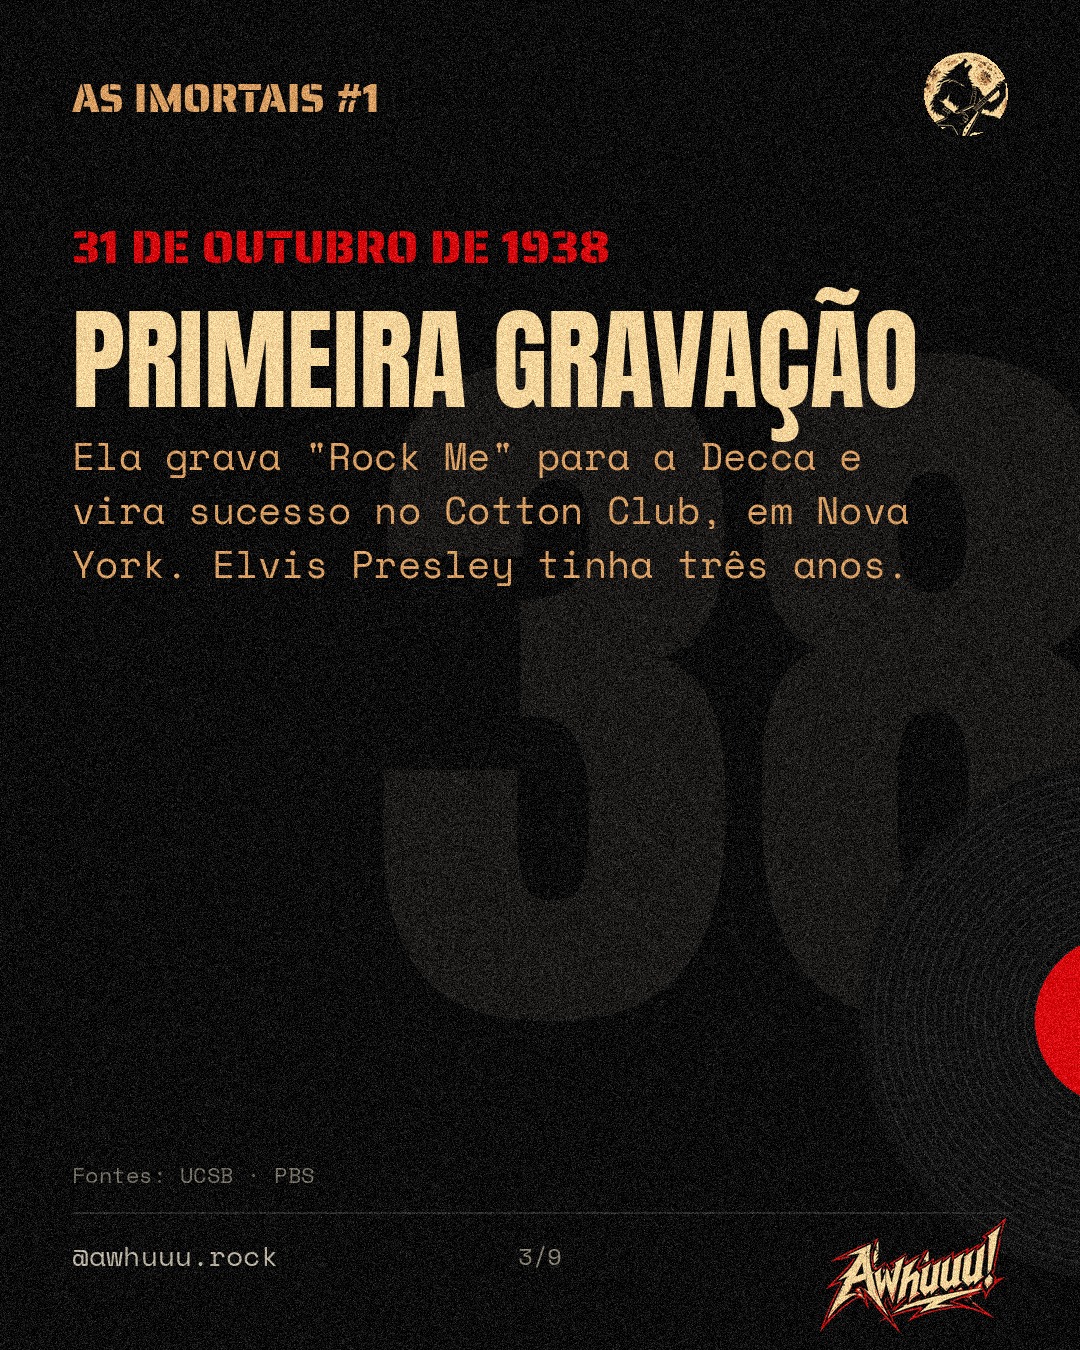 AS IMORTAIS #1
31 DE OUTUBRO DE 1938
PRIMEIRA GRAVAÇÃO
Ela grava "Rock Me" para a Decca e
vira sucesso no Cotton Club, em Nova
York. Elvis Presley tinha três anos.
38
Fontes: UCSB · PBS
@awhuuu.rock
3/9
Awhuuu!